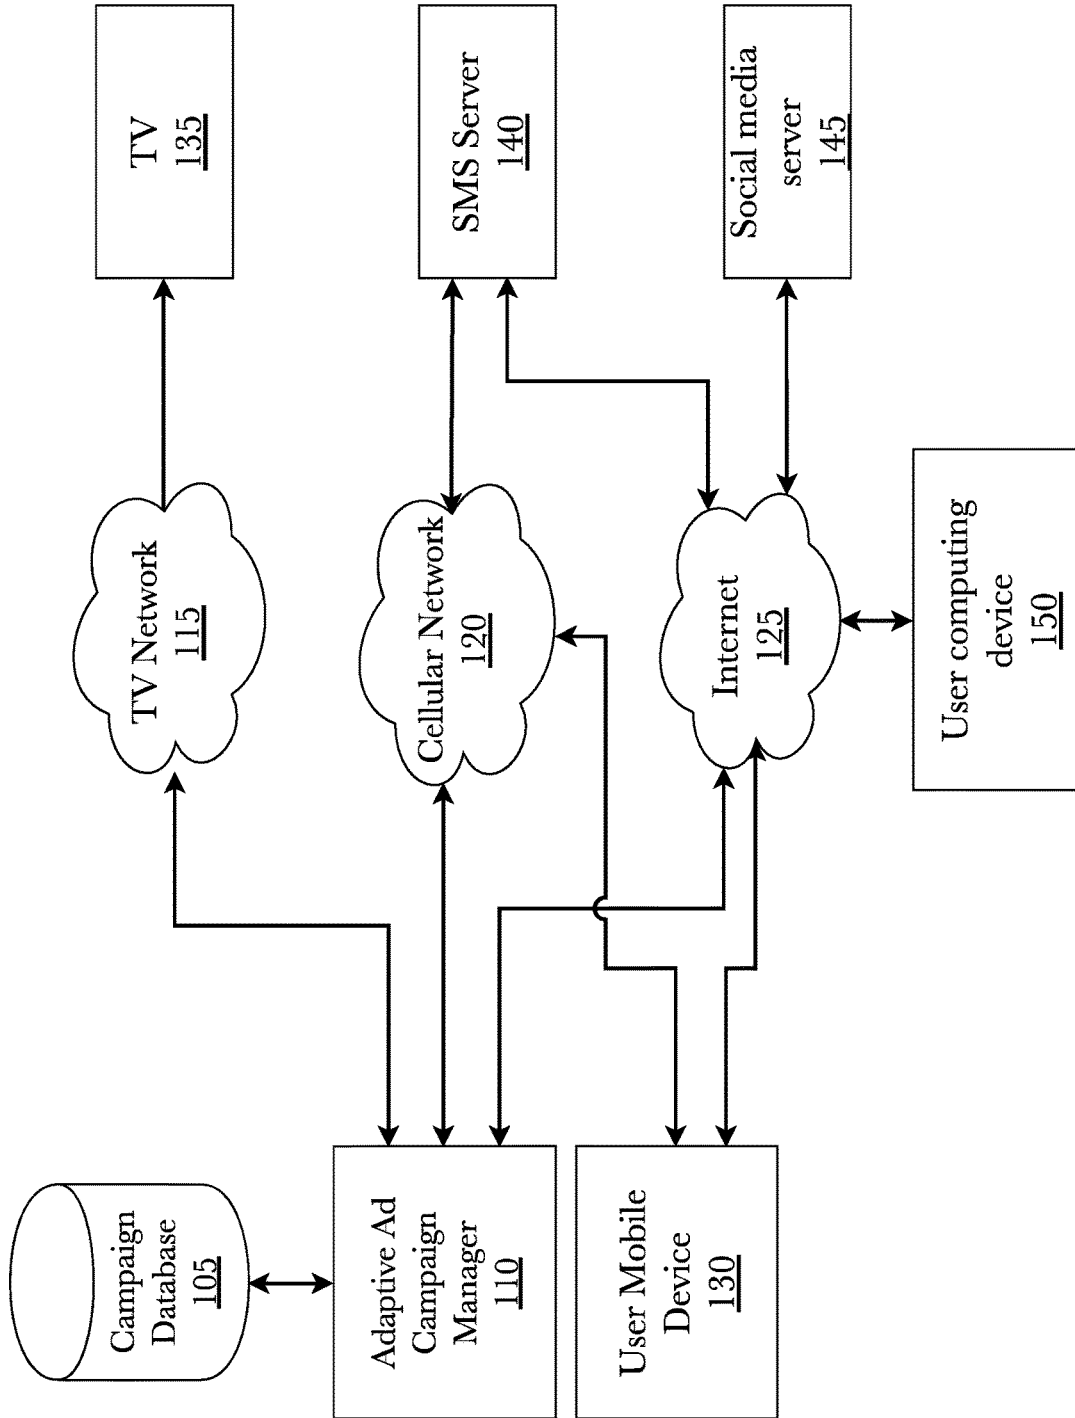 Campaign
Database
105
Adaptive Ad
Campaign
Manager
110
User Mobile
Device
130
TV Network
115
Cellular Network
120
Internet
125
User computing
device
150
TV
135
SMS Server
140
Social media
server
145